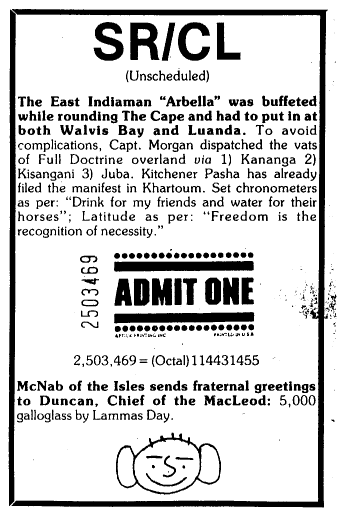 SR/CL
(Unscheduled)
The East Indiaman “Arbella” was buffeted
while rounding The Cape and had to put in at
both Walvis Bay and Luanda. To avoid
complications, Capt. Morgan dispatched the vats
of Full Doctrine overland via 1) Kananga 2)
Kisangani 3) Juba. Kitchener Pasha has already
filed the manifest in Khartoum. Set chronometers
as per: “Drink for my friends and water for their
horses”; Latitude as per: “Freedom is the
recognition of necessity.”
2503469
ADMIT ONE
PRINTED IN U.S.A.
2,503,469 = (Octal) 114431455
McNab of the Isles sends fraternal greetings
to Duncan, Chief of the MacLeod: 5,000
galloglass by Lammas Day.